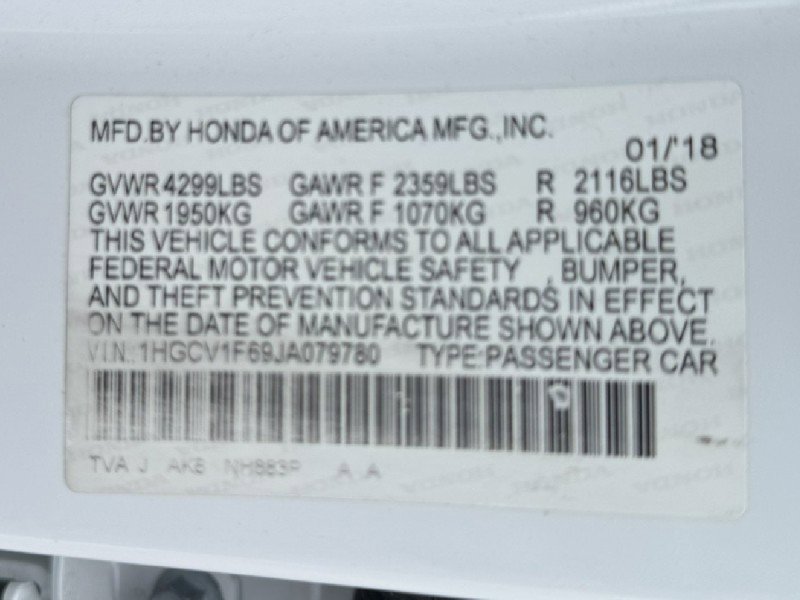 MFD.BY HONDA OF AMERICA MFG.,INC.
01/'18
GVWR 4299LBS GAWR F 2359LBS R 2116LBS
GVWR 1950KG GAWR F 1070KG R 960KG
THIS VEHICLE CONFORMS TO ALL APPLICABLE
FEDERAL MOTOR VEHICLE SAFETY , BUMPER,
AND THEFT PREVENTION STANDARDS IN EFFECT
ON THE DATE OF MANUFACTURE SHOWN ABOVE.
V.I.N.:1HGCV1F69JA079780 TYPE:PASSENGER CAR
TVA J AK6 NH883P A A